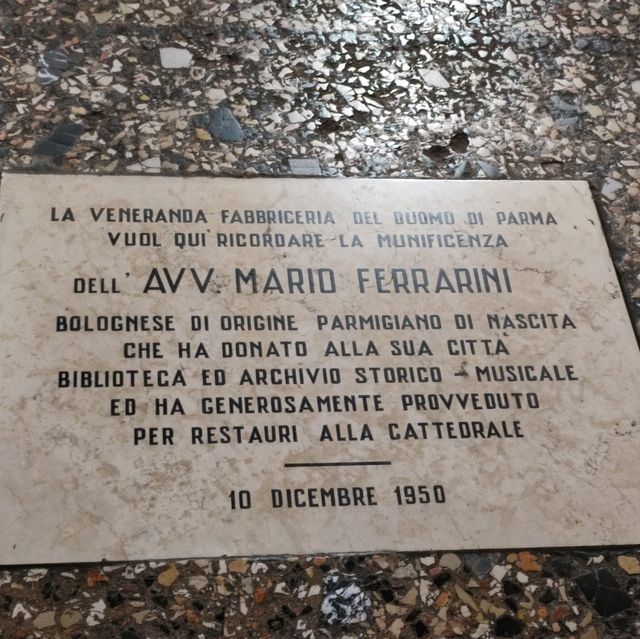 LA VENERANDA FABBRICERIA DEL DUOMO DI PARMA
VUOL QUI RICORDARE LA MUNIFICENZA
DELL' AVV. MARIO FERRARINI
BOLOGNESE DI ORIGINE PARMIGIANO DI NASCITA
CHE HA DONATO ALLA SUA CITTÀ
BIBLIOTECA ED ARCHIVIO STORICO - MUSICALE
ED HA GENEROSAMENTE PROVVEDUTO
PER RESTAURI ALLA CATTEDRALE
10 DICEMBRE 1950